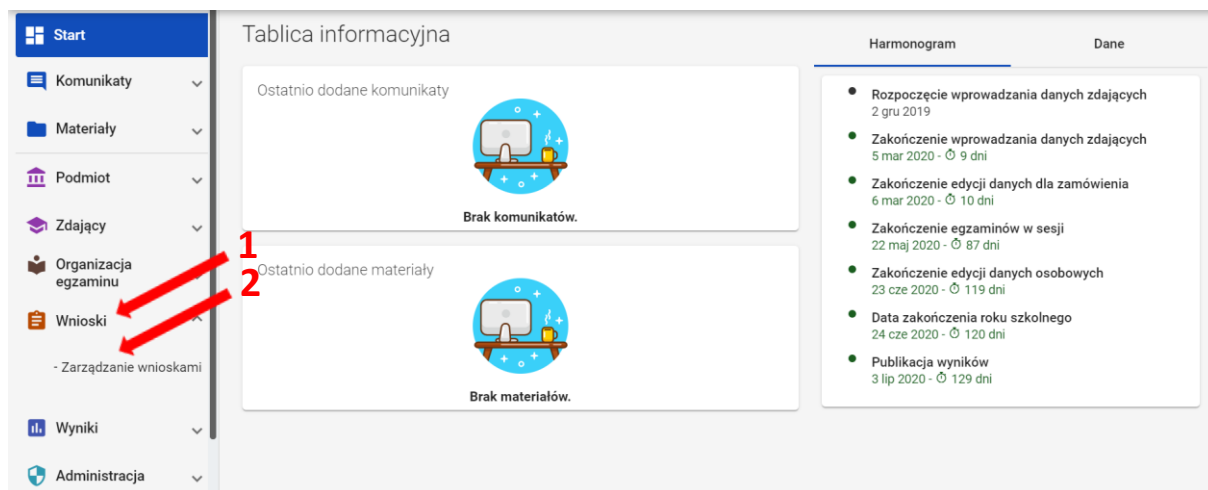 Start
Komunikaty
Materiały
Podmiot
Zdający
Organizacja
egzaminu
Wnioski
- Zarządzanie wnioskami
Wyniki
Administracja
1
2
Tablica informacyjna
Ostatnio dodane komunikaty
Brak komunikatów.
Ostatnio dodane materiały
Brak materiałów.
Harmonogram
Dane
Rozpoczęcie wprowadzania danych zdających
2 gru 2019
Zakończenie wprowadzania danych zdających
5 mar 2020 - ⏱ 9 dni
Zakończenie edycji danych dla zamówienia
6 mar 2020 - ⏱ 10 dni
Zakończenie egzaminów w sesji
22 maj 2020 - ⏱ 87 dni
Zakończenie edycji danych osobowych
23 cze 2020 - ⏱ 119 dni
Data zakończenia roku szkolnego
24 cze 2020 - ⏱ 120 dni
Publikacja wyników
3 lip 2020 - ⏱ 129 dni